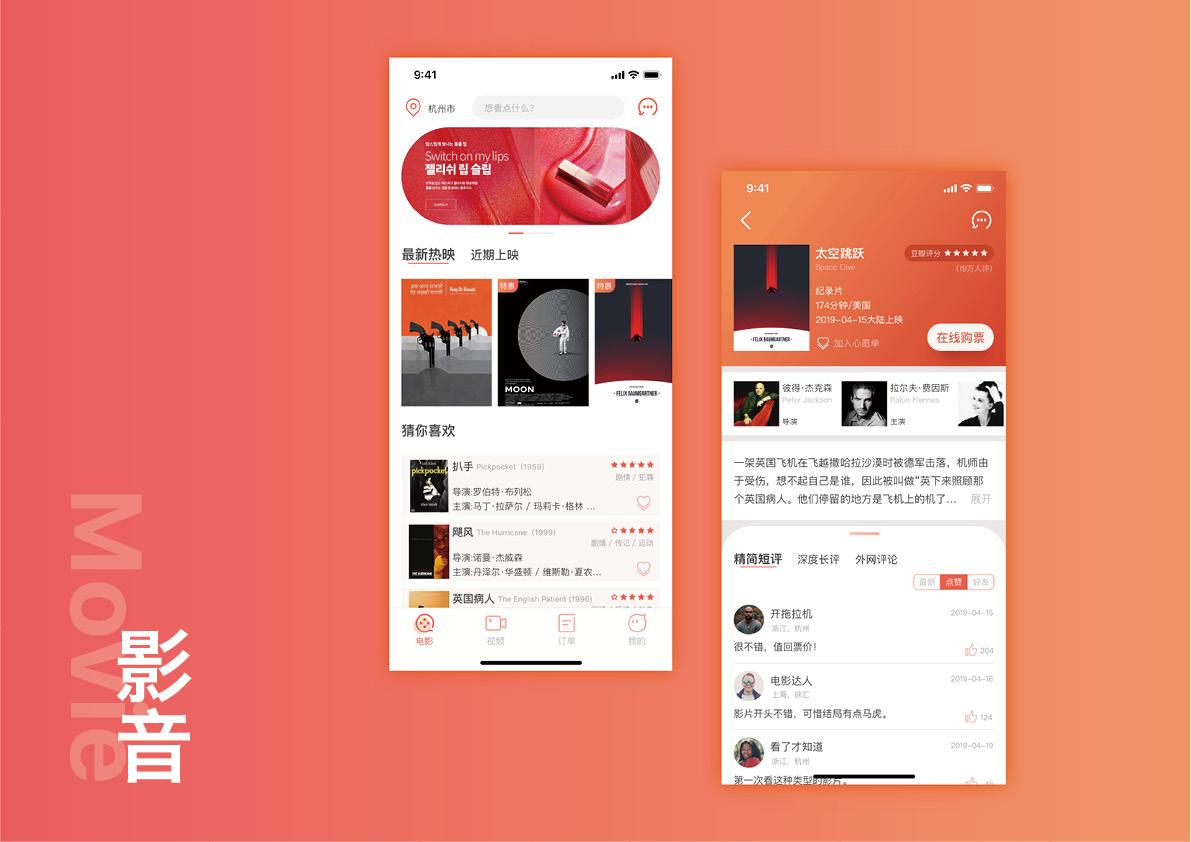 Movie
影音
9:41
杭州市
想看点什么?
Switch on my lips
젤리쉬 립 슬립
最新热映
近期上映
特惠
MOON
特惠
· FELIX BAUMGARTNER ·
猜你喜欢
pickpocket
扒手 Pickpocket (1959)
剧情 / 犯罪
导演:罗伯特·布列松
主演:马丁·拉萨尔 / 玛莉卡·格林 ...
飓风 The Hurricane (1999)
剧情 / 传记 / 运动
THE HURRICANE
导演:诺曼·杰威森
主演:丹泽尔·华盛顿 / 维斯勒·夏农...
英国病人 The English Patient (1996)
电影
视频
订单
我的
9:41
太空跳跃
Space Dive
豆瓣评分
(19万人评)
纪录片
174分钟/美国
2019-04-15大陆上映
加入心愿单
在线购票
· FELIX BAUMGARTNER ·
彼得·杰克森
Peter Jackson
导演
拉尔夫·费因斯
Ralph Fiennes
主演
一架英国飞机在飞越撒哈拉沙漠时被德军击落，机师由
于受伤，想不起自己是谁，因此被叫做“英下来照顾那
个英国病人。他们停留的地方是飞机上的机了... 展开
精简短评
深度长评
外网评论
最新
点赞
好友
开拖拉机
2019-04-15
浙江，杭州
很不错，值回票价!
204
电影达人
2019-04-16
上海，徐汇
影片开头不错，可惜结局有点马虎。
124
看了才知道
2019-04-19
浙江，杭州
第一次看这种类型的影片。